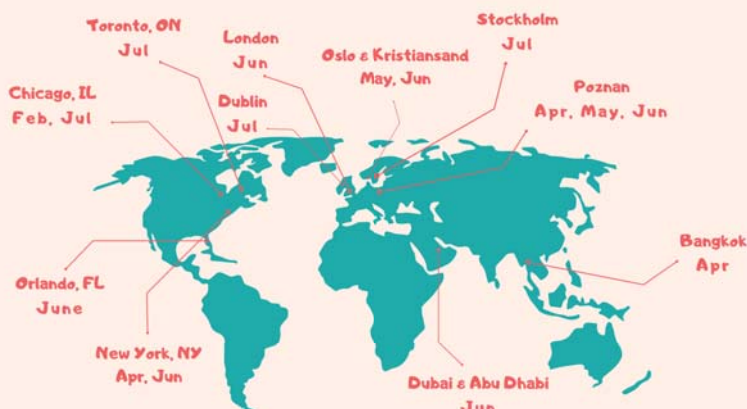 Toronto, ON
Jul
London
Jun
Stockholm
Jul
Oslo & Kristiansand
May, Jun
Chicago, IL
Feb, Jul
Dublin
Jul
Poznan
Apr, May, Jun
Bangkok
Apr
Orlando, FL
June
New York, NY
Apr, Jun
Dubai & Abu Dhabi
Jun